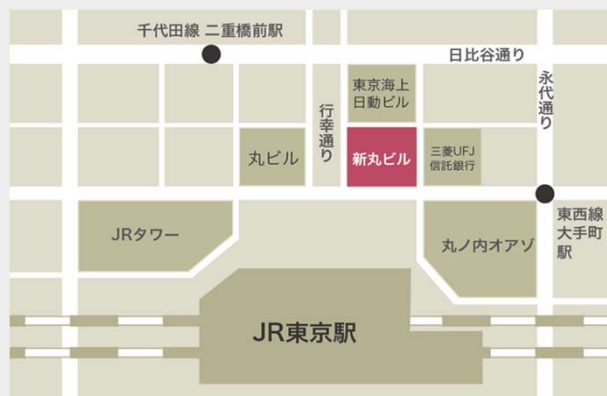 千代田線 二重橋前駅
日比谷通り
永代通り
東京海上
日動ビル
行幸通り
丸ビル
新丸ビル
三菱UFJ
信託銀行
東西線
大手町
駅
JRタワー
丸ノ内オアゾ
JR東京駅